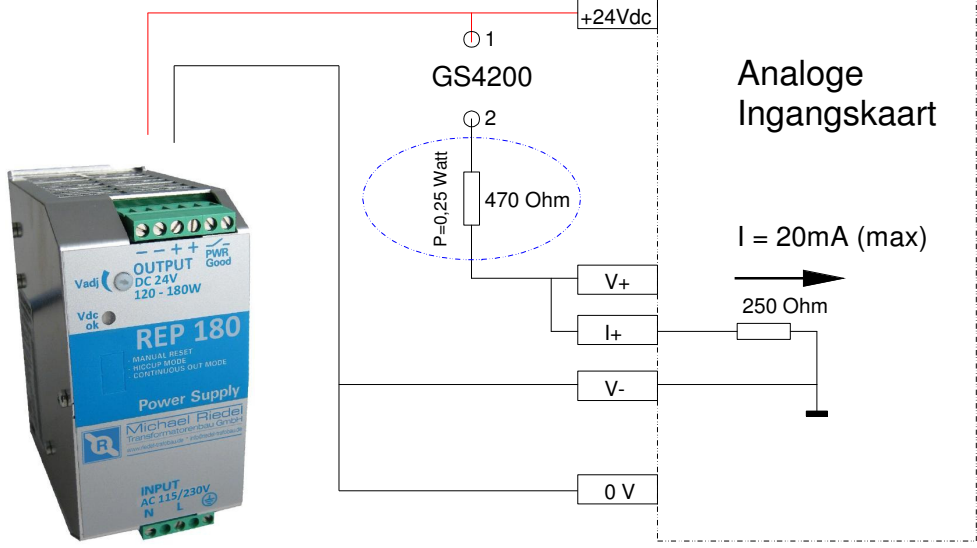 +24Vdc
1
GS4200
2
P=0,25 Watt
470 Ohm
V+
I+
V-
0 V
Analoge
Ingangskaart
I = 20mA (max)
250 Ohm
– – + + PWR
Good
OUTPUT
DC 24V
120 - 180W
Vadj
Vdc
ok
REP 180
- MANUAL RESET
- HICCUP MODE
- CONTINUOUS OUT MODE
Power Supply
R
Michael Riedel
Transformatorenbau GmbH
INPUT
AC 115/230V
N L